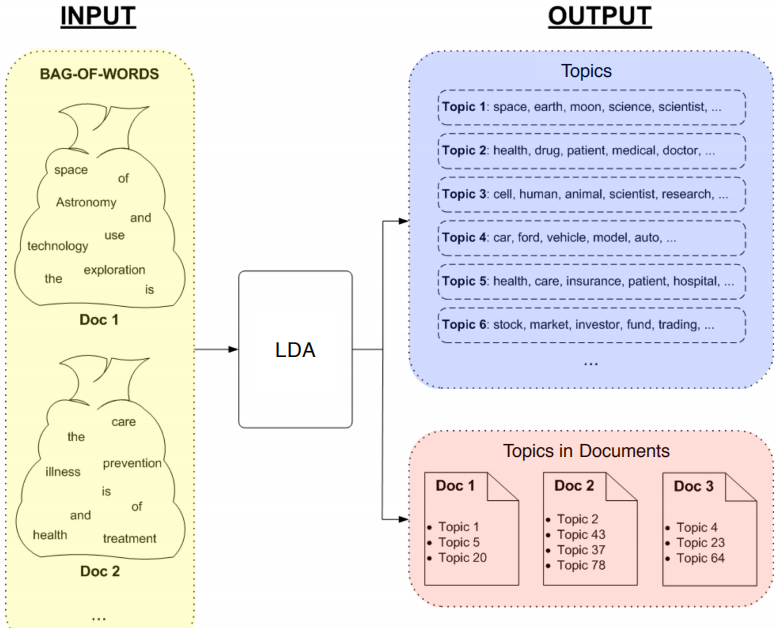 INPUT
BAG-OF-WORDS
space
of
Astronomy
and
use
technology
exploration
the
is
Doc 1
care
the
prevention
illness
is
of
and
health
treatment
Doc 2
...
LDA
OUTPUT
Topics
Topic 1: space, earth, moon, science, scientist, ...
Topic 2: health, drug, patient, medical, doctor, ...
Topic 3: cell, human, animal, scientist, research, ...
Topic 4: car, ford, vehicle, model, auto, ...
Topic 5: health, care, insurance, patient, hospital, ...
Topic 6: stock, market, investor, fund, trading, ...
...
Topics in Documents
Doc 1
• Topic 1
• Topic 5
• Topic 20
Doc 2
• Topic 2
• Topic 43
• Topic 37
• Topic 78
Doc 3
• Topic 4
• Topic 23
• Topic 64